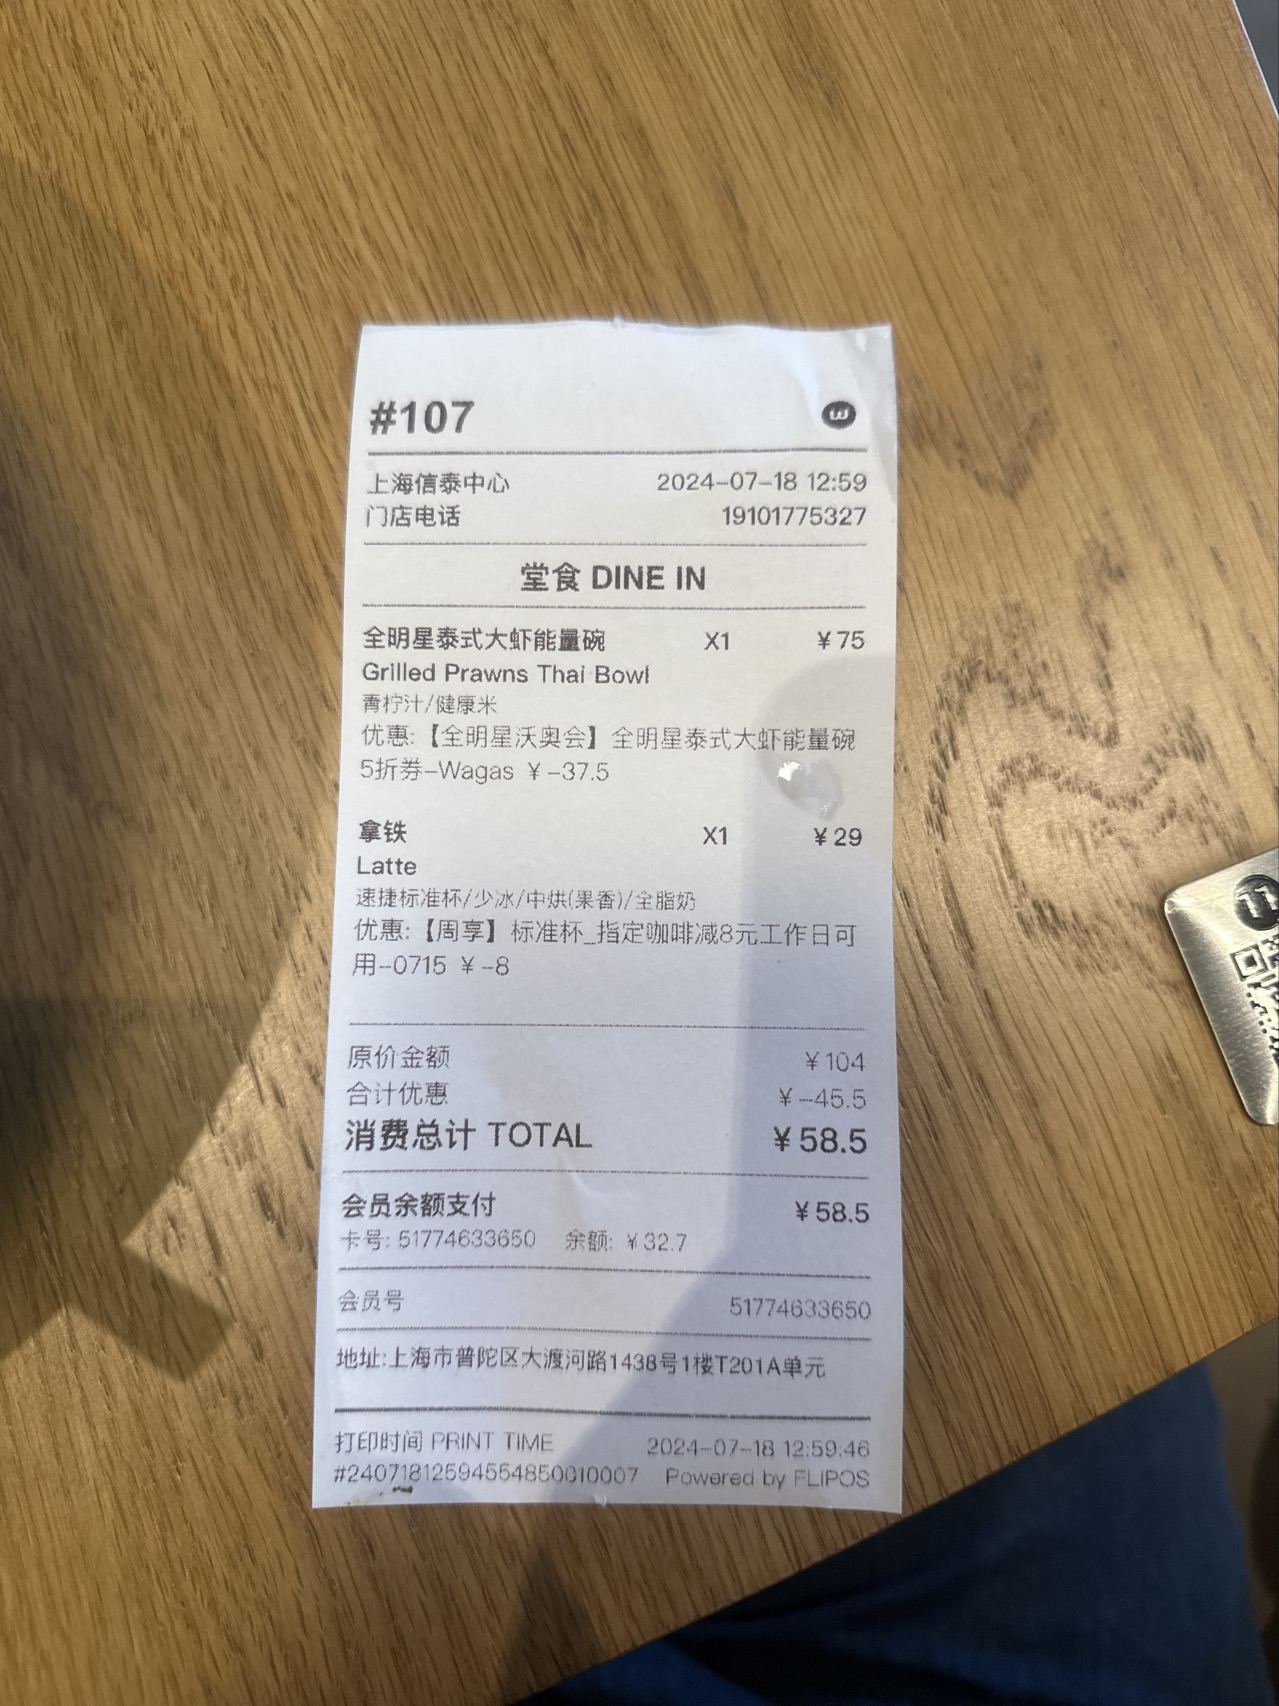 #107
上海信泰中心 2024-07-18 12:59
门店电话 19101775327
堂食 DINE IN
全明星泰式大虾能量碗 X1 ¥75
Grilled Prawns Thai Bowl
青柠汁/健康米
优惠:【全明星沃奥会】全明星泰式大虾能量碗
5折券-Wagas ¥-37.5
拿铁 X1 ¥29
Latte
速捷标准杯/少冰/中烘(果香)/全脂奶
优惠:【周享】标准杯_指定咖啡减8元工作日可
用-0715 ¥-8
原价金额 ¥104
合计优惠 ¥-45.5
消费总计 TOTAL ¥58.5
会员余额支付 ¥58.5
卡号: 51774633650 余额: ¥32.7
会员号 51774633650
地址:上海市普陀区大渡河路1438号1楼T201A单元
打印时间 PRINT TIME 2024-07-18 12:59:46
#24071812594554850010007 Powered by FLIPOS
11